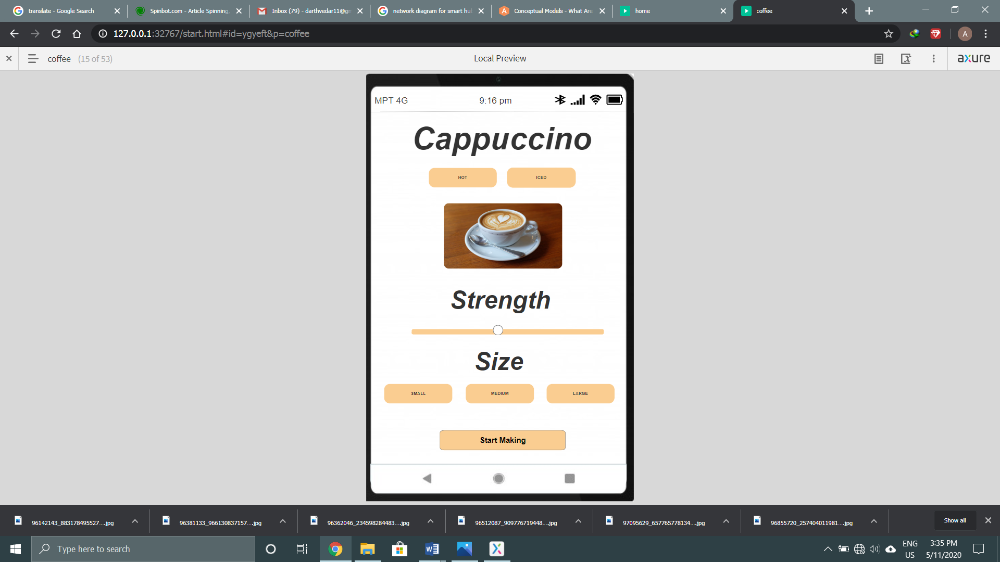 translate - Google Search
Spinbot.com - Article Spinning,
Inbox (79) - darthvedar11@gm
network diagram for smart hu
Conceptual Models - What Are
home
coffee
127.0.0.1:32767/start.html#id=ygyeft&p=coffee
A
coffee (15 of 53)
Local Preview
axure
MPT 4G
9:16 pm
Cappuccino
HOT
ICED
Strength
Size
SMALL
MEDIUM
LARGE
Start Making
96142143_883178495527....jpg
96381133_966130837157....jpg
96362046_234598284483....jpg
96512087_909776719448....jpg
97095629_657765778134....jpg
96855720_257404011981....jpg
Show all
Type here to search
ENG
US
3:35 PM
5/11/2020